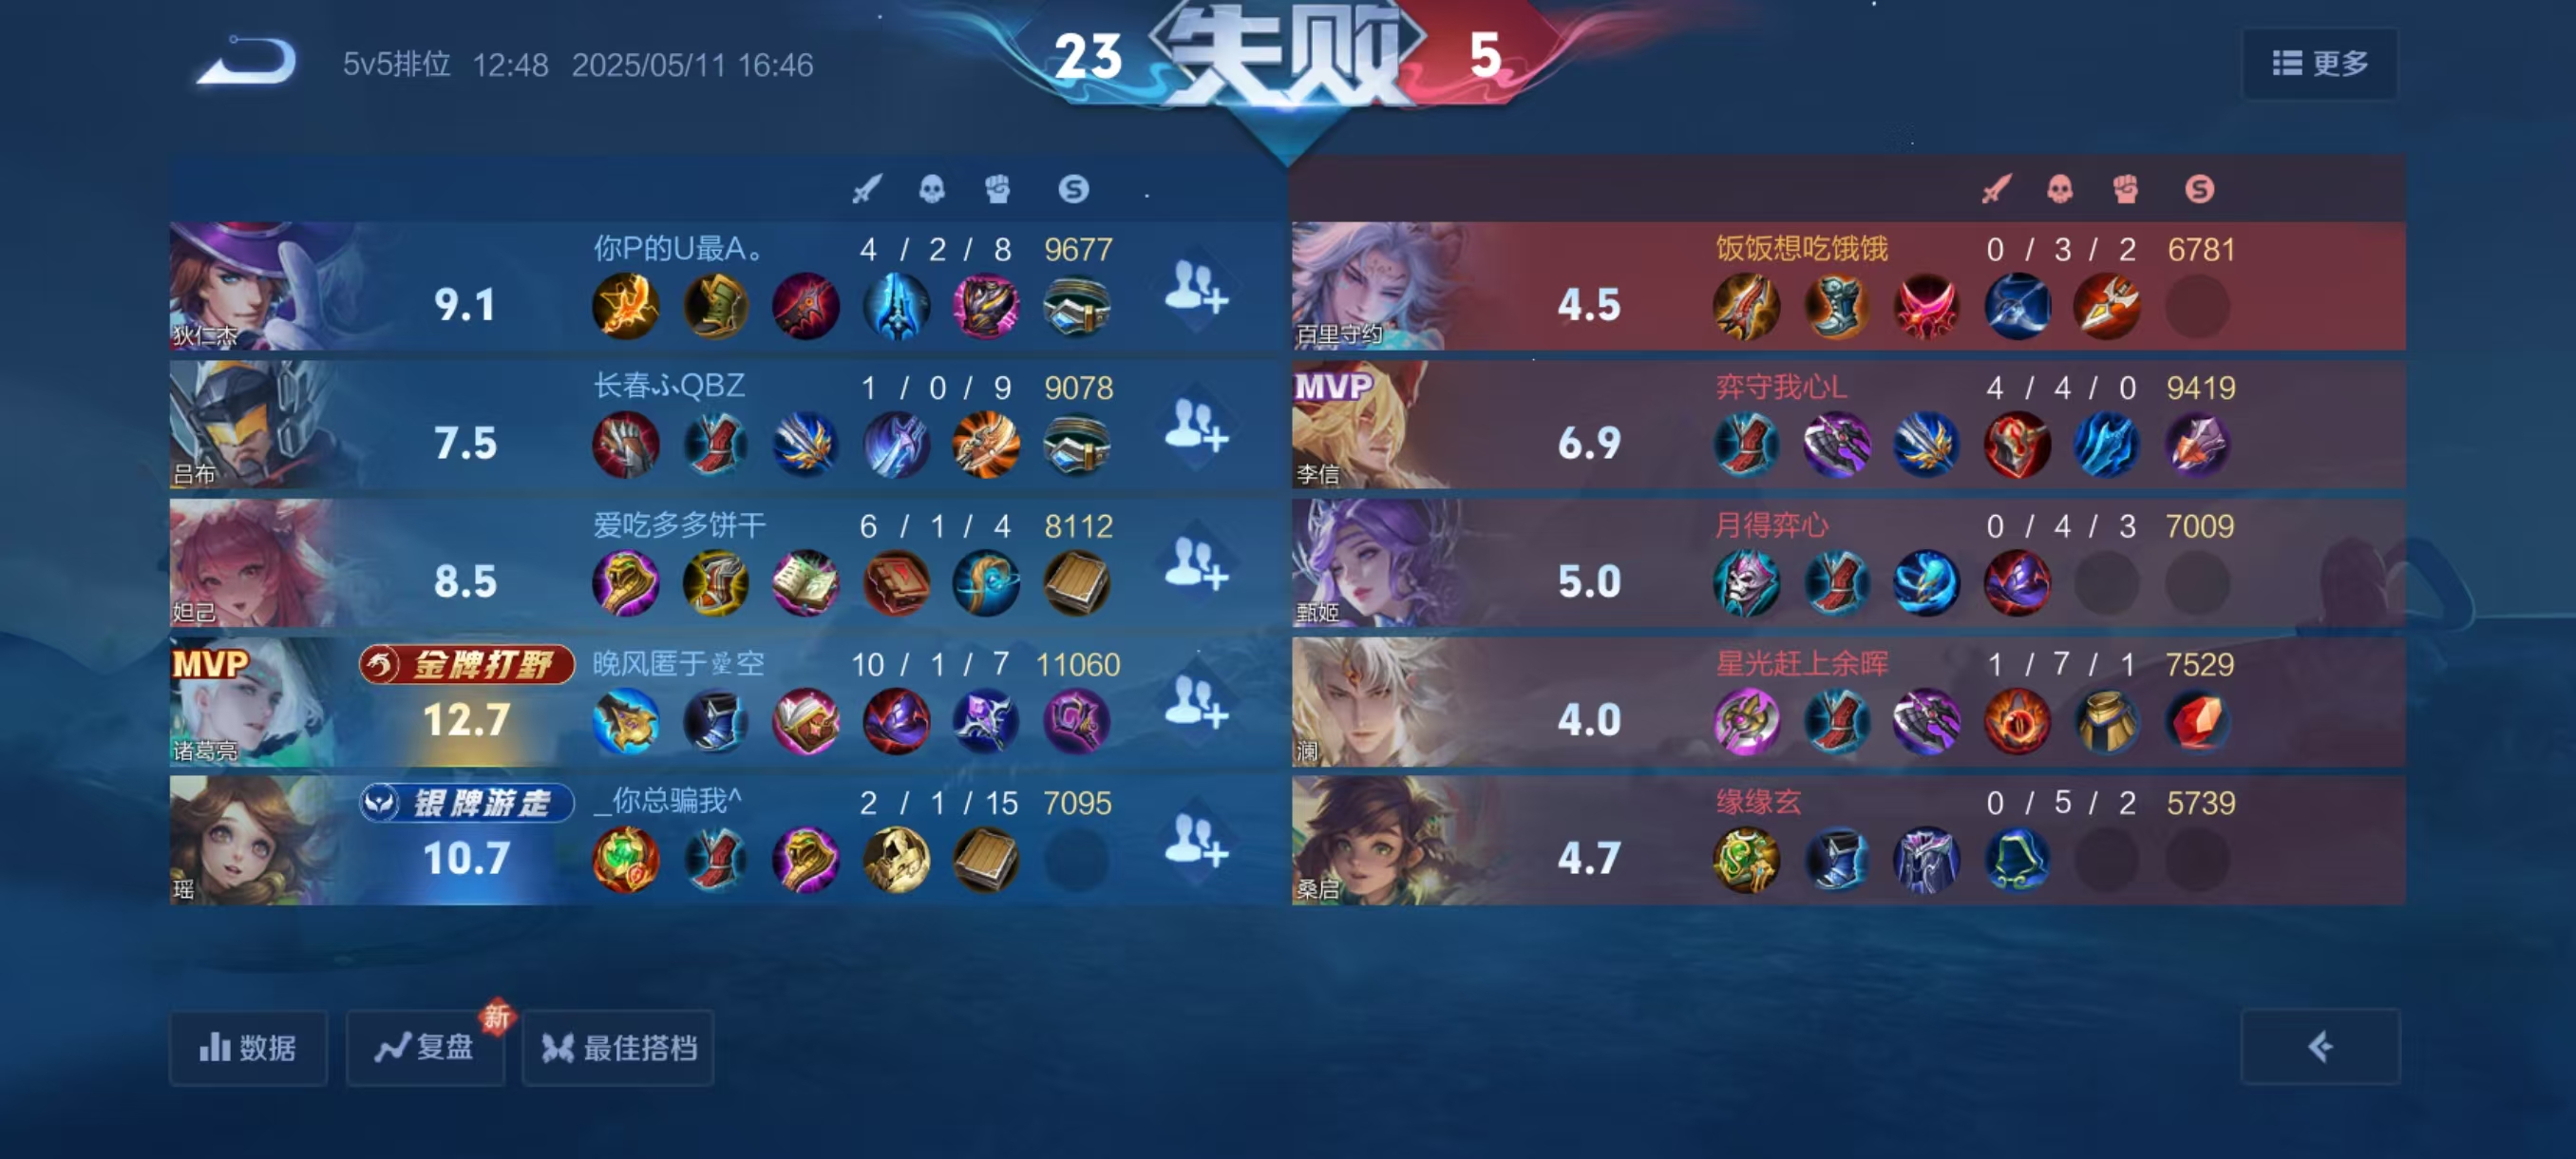 5v5排位 12:48 2025/05/11 16:46
23 失败 5
更多
狄仁杰 9.1 你P的U最A。 4 / 2 / 8 9677
吕布 7.5 长春ふQBZ 1 / 0 / 9 9078
妲己 8.5 爱吃多多饼干 6 / 1 / 4 8112
MVP 诸葛亮 金牌打野 12.7 晚风匿于曐空 10 / 1 / 7 11060
瑶 银牌游走 10.7 _你总骗我^ 2 / 1 / 15 7095
百里守约 4.5 饭饭想吃饿饿 0 / 3 / 2 6781
MVP 李信 6.9 弈守我心L 4 / 4 / 0 9419
甄姬 5.0 月得弈心 0 / 4 / 3 7009
澜 4.0 星光赶上余晖 1 / 7 / 1 7529
桑启 4.7 缘缘玄 0 / 5 / 2 5739
数据 复盘 新 最佳搭档